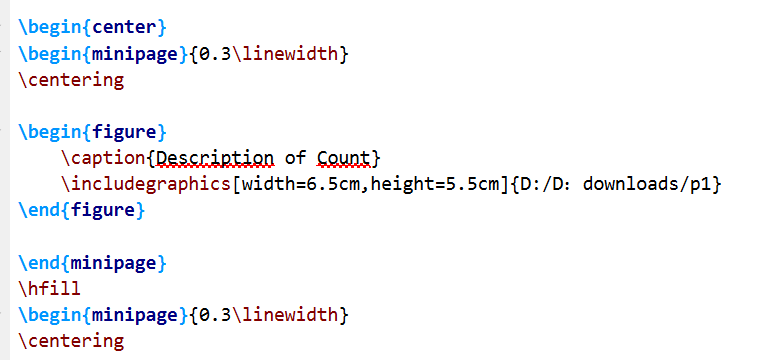 \begin{center}
\begin{minipage}{0.3\linewidth}
\centering
\begin{figure}
\caption{Description of Count}
\includegraphics[width=6.5cm,height=5.5cm]{D:/D：downloads/p1}
\end{figure}
\end{minipage}
\hfill
\begin{minipage}{0.3\linewidth}
\centering